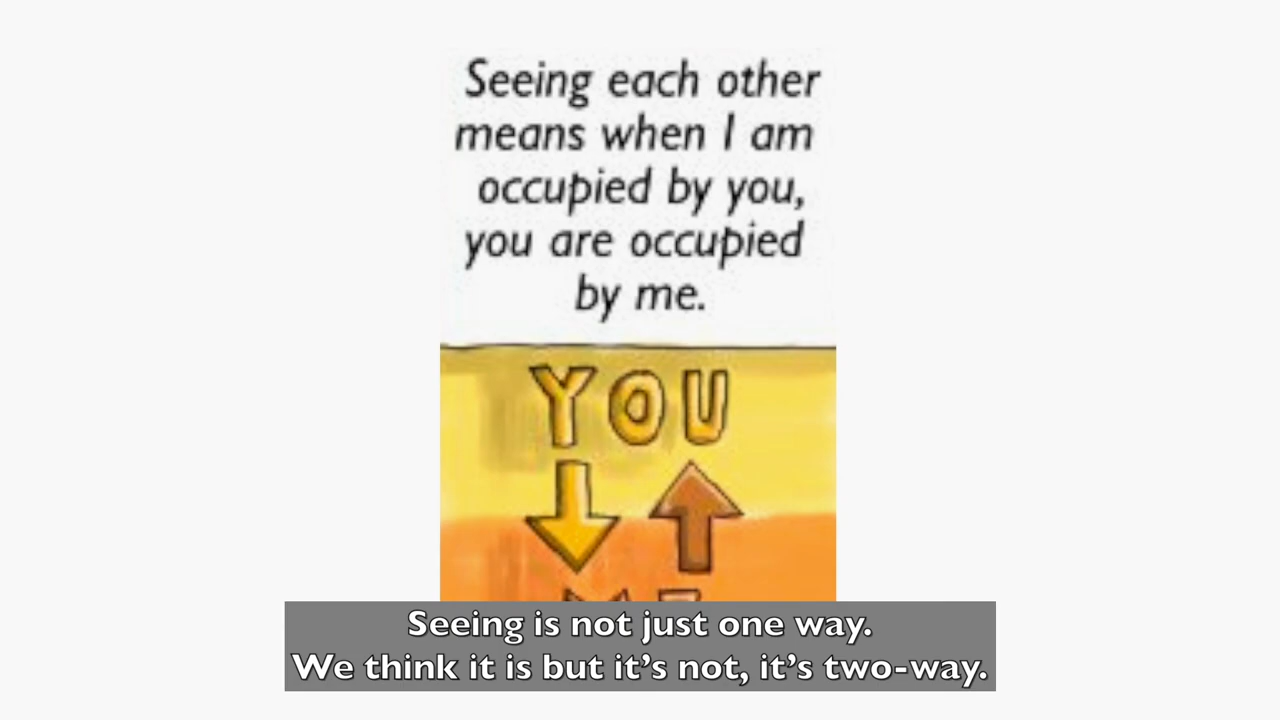 Seeing each other
means when I am
occupied by you,
you are occupied
by me.
YOU
ME
Seeing is not just one way.
We think it is but it’s not, it’s two-way.